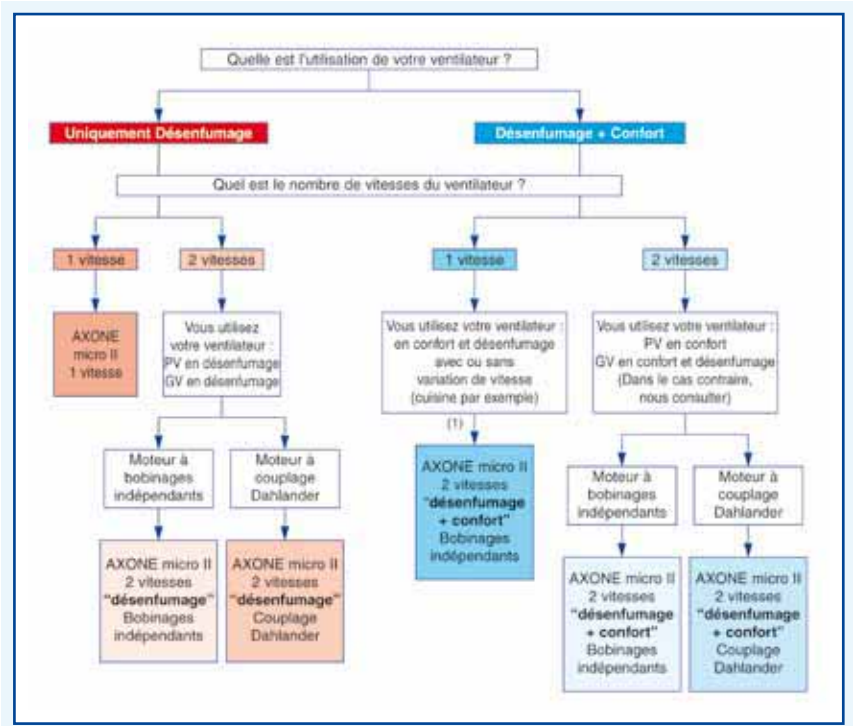 Quelle est l'utilisation de votre ventilateur ?
Uniquement Désenfumage
Désenfumage + Confort
Quel est le nombre de vitesses du ventilateur ?
1 vitesse
2 vitesses
1 vitesse
2 vitesses
AXONE
micro II
1 vitesse
Vous utilisez
votre ventilateur :
PV en désenfumage
GV en désenfumage
Vous utilisez votre ventilateur :
en confort et désenfumage
avec ou sans
variation de vitesse
(cuisine par exemple)
Vous utilisez votre ventilateur :
PV en confort
GV en confort et désenfumage
(Dans le cas contraire,
nous consulter)
(1)
Moteur à
bobinages
indépendants
Moteur à
couplage
Dahlander
AXONE micro II
2 vitesses
"désenfumage
+ confort"
Bobinages
indépendants
Moteur à
bobinages
indépendants
Moteur à
couplage
Dahlander
AXONE micro II
2 vitesses
"désenfumage"
Bobinages
indépendants
AXONE micro II
2 vitesses
"désenfumage"
Couplage
Dahlander
AXONE micro II
2 vitesses
"désenfumage
+ confort"
Bobinages
indépendants
AXONE micro II
2 vitesses
"désenfumage
+ confort"
Couplage
Dahlander